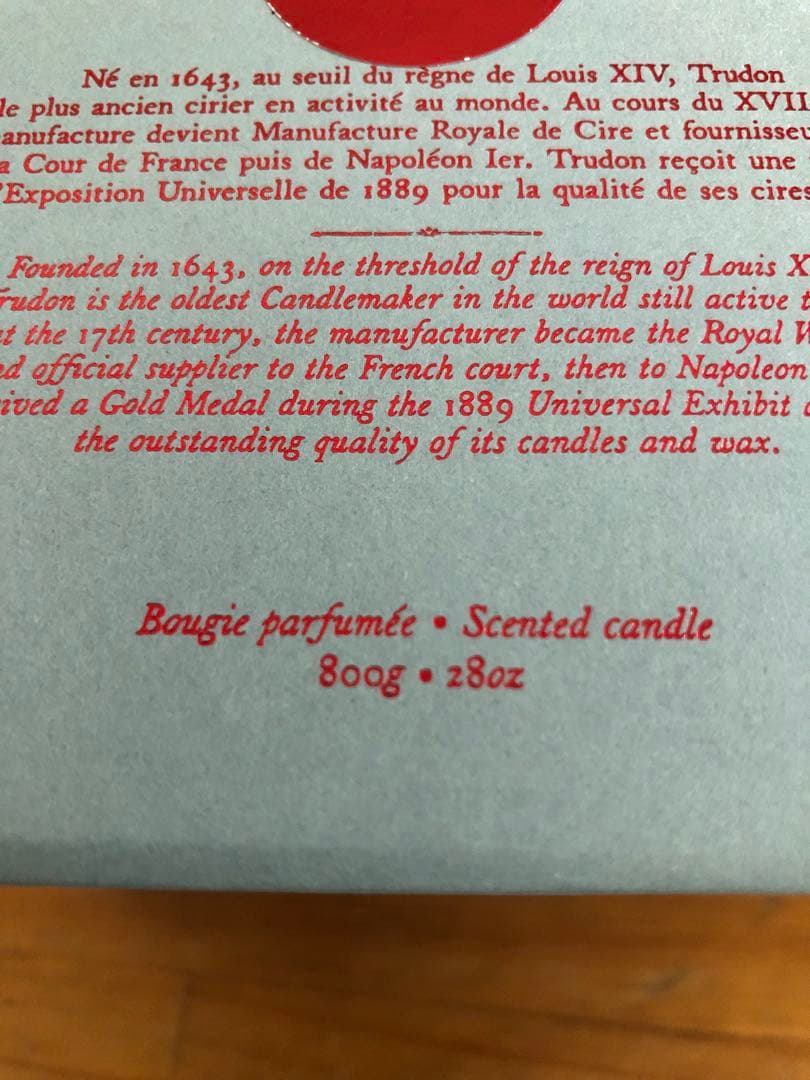 Né en 1643, au seuil du règne de Louis XIV, Trudon
le plus ancien cirier en activité au monde. Au cours du XVII
anufacture devient Manufacture Royale de Cire et fournisseu
a Cour de France puis de Napoléon Ier. Trudon reçoit une
l'Exposition Universelle de 1889 pour la qualité de ses cires
Founded in 1643, on the threshold of the reign of Louis X
rudon is the oldest Candlemaker in the world still active
t the 17th century, the manufacturer became the Royal W
d official supplier to the French court, then to Napoleon
ived a Gold Medal during the 1889 Universal Exhibit
the outstanding quality of its candles and wax.
Bougie parfumée • Scented candle
800g • 28oz